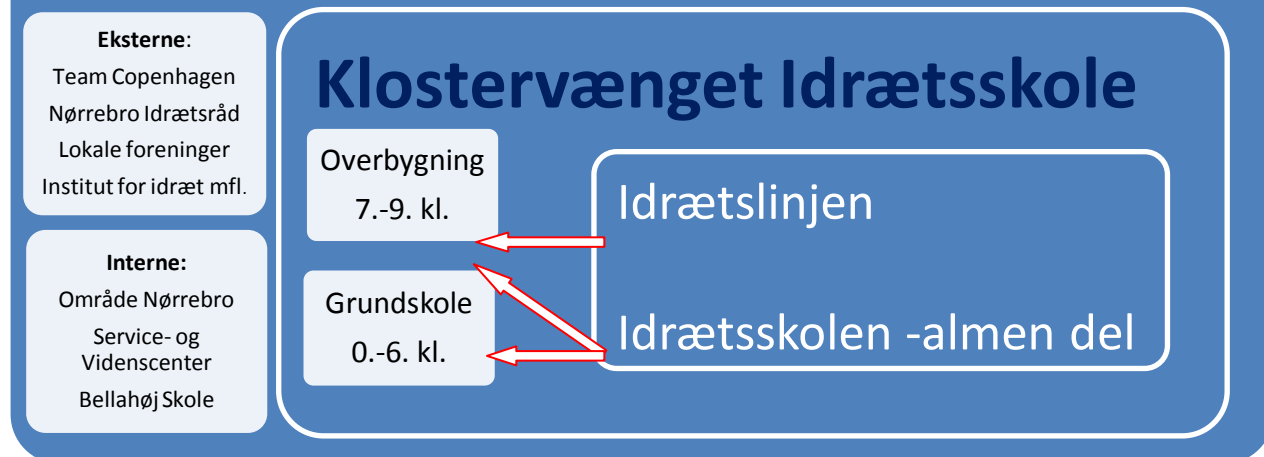 Eksterne:
Team Copenhagen
Nørrebro Idrætsråd
Lokale foreninger
Institut for idræt mfl.
Interne:
Område Nørrebro
Service- og
Videnscenter
Bellahøj Skole
Klostervænget Idrætsskole
Overbygning
7.-9. kl.
Grundskole
0.-6. kl.
Idrætslinjen
Idrætsskolen -almen del